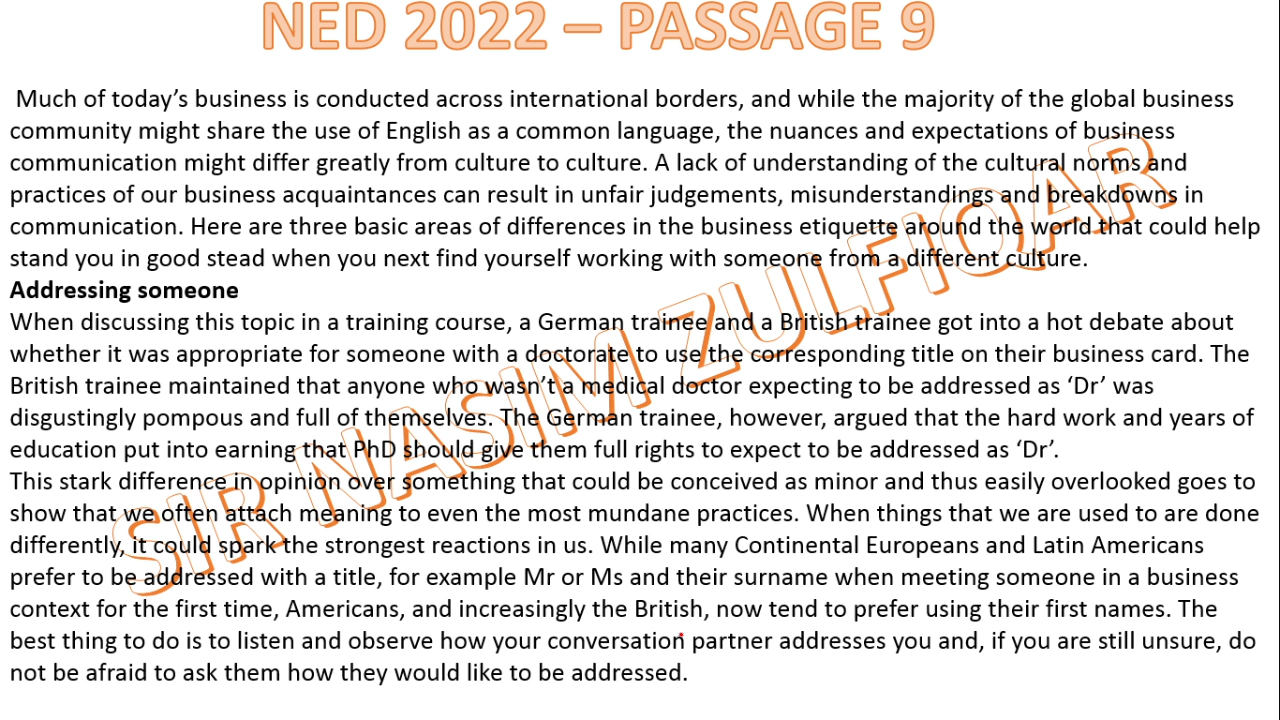 NED 2022 – PASSAGE 9
Much of today’s business is conducted across international borders, and while the majority of the global business
community might share the use of English as a common language, the nuances and expectations of business
communication might differ greatly from culture to culture. A lack of understanding of the cultural norms and
practices of our business acquaintances can result in unfair judgements, misunderstandings and breakdowns in
communication. Here are three basic areas of differences in the business etiquette around the world that could help
stand you in good stead when you next find yourself working with someone from a different culture.
Addressing someone
When discussing this topic in a training course, a German trainee and a British trainee got into a hot debate about
whether it was appropriate for someone with a doctorate to use the corresponding title on their business card. The
British trainee maintained that anyone who wasn’t a medical doctor expecting to be addressed as ‘Dr’ was
disgustingly pompous and full of themselves. The German trainee, however, argued that the hard work and years of
education put into earning that PhD should give them full rights to expect to be addressed as ‘Dr’.
This stark difference in opinion over something that could be conceived as minor and thus easily overlooked goes to
show that we often attach meaning to even the most mundane practices. When things that we are used to are done
differently, it could spark the strongest reactions in us. While many Continental Europeans and Latin Americans
prefer to be addressed with a title, for example Mr or Ms and their surname when meeting someone in a business
context for the first time, Americans, and increasingly the British, now tend to prefer using their first names. The
best thing to do is to listen and observe how your conversation partner addresses you and, if you are still unsure, do
not be afraid to ask them how they would like to be addressed.
SIR NASIM ZULFIQAR